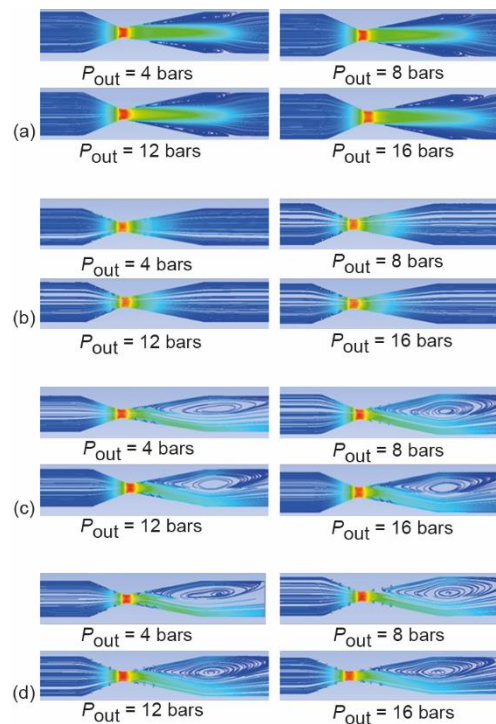 P_out = 4 bars P_out = 8 bars
(a)
P_out = 12 bars P_out = 16 bars
P_out = 4 bars P_out = 8 bars
(b)
P_out = 12 bars P_out = 16 bars
P_out = 4 bars P_out = 8 bars
(c)
P_out = 12 bars P_out = 16 bars
P_out = 4 bars P_out = 8 bars
(d)
P_out = 12 bars P_out = 16 bars